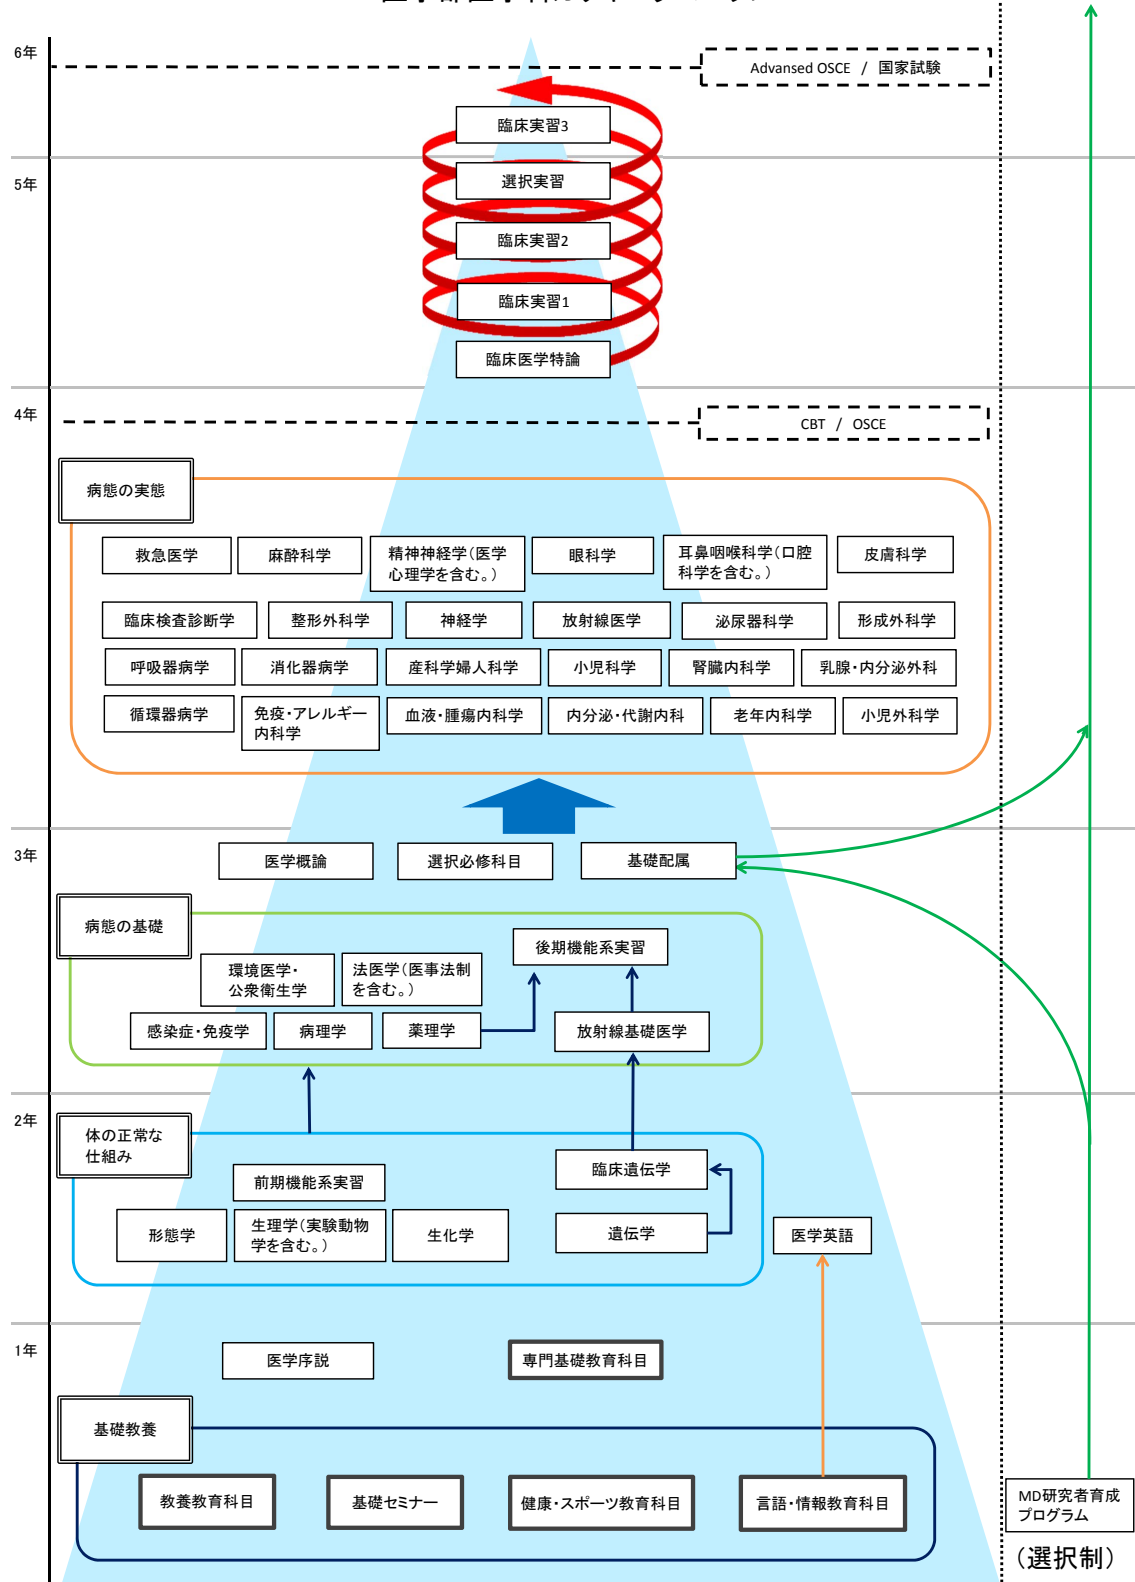 6年
Advansed OSCE / 国家試験
臨床実習3
5年
選択実習
臨床実習2
臨床実習1
臨床医学特論
4年
CBT / OSCE
病態の実態
救急医学
麻酔科学
精神神経学(医学
心理学を含む。)
眼科学
耳鼻咽喉科学(口腔
科学を含む。)
皮膚科学
臨床検査診断学
整形外科学
神経学
放射線医学
泌尿器科学
形成外科学
呼吸器病学
消化器病学
産科学婦人科学
小児科学
腎臓内科学
乳腺・内分泌外科
循環器病学
免疫・アレルギー
内科学
血液・腫瘍内科学
内分泌・代謝内科
老年内科学
小児外科学
3年
医学概論
選択必修科目
基礎配属
病態の基礎
後期機能系実習
環境医学・
公衆衛生学
法医学(医事法制
を含む。)
感染症・免疫学
病理学
薬理学
放射線基礎医学
2年
体の正常な
仕組み
臨床遺伝学
前期機能系実習
形態学
生理学(実験動物
学を含む。)
生化学
遺伝学
医学英語
1年
医学序説
専門基礎教育科目
基礎教養
教養教育科目
基礎セミナー
健康・スポーツ教育科目
言語・情報教育科目
MD研究者育成
プログラム
(選択制)